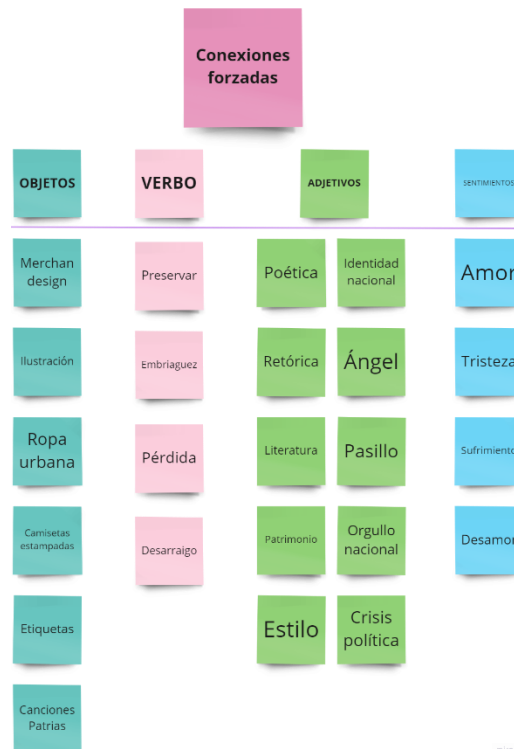 Conexiones
forzadas
OBJETOS
VERBO
ADJETIVOS
SENTIMIENTOS
Merchan
design
Preservar
Poética
Identidad
nacional
Amor
Ilustración
Embriaguez
Retórica
Ángel
Tristeza
Ropa
urbana
Pérdida
Literatura
Pasillo
Sufrimiento
Camisetas
estampadas
Desarraigo
Patrimonio
Orgullo
nacional
Desamor
Etiquetas
Estilo
Crisis
política
Canciones
Patrias